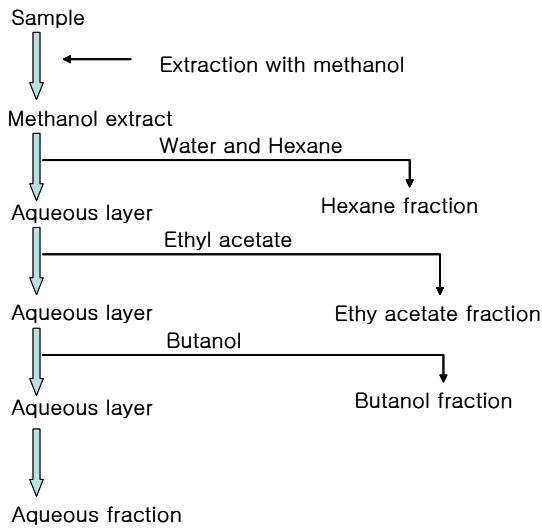 Sample
Extraction with methanol
Methanol extract
Water and Hexane
Hexane fraction
Aqueous layer
Ethyl acetate
Aqueous layer
Ethy acetate fraction
Butanol
Butanol fraction
Aqueous layer
Aqueous fraction